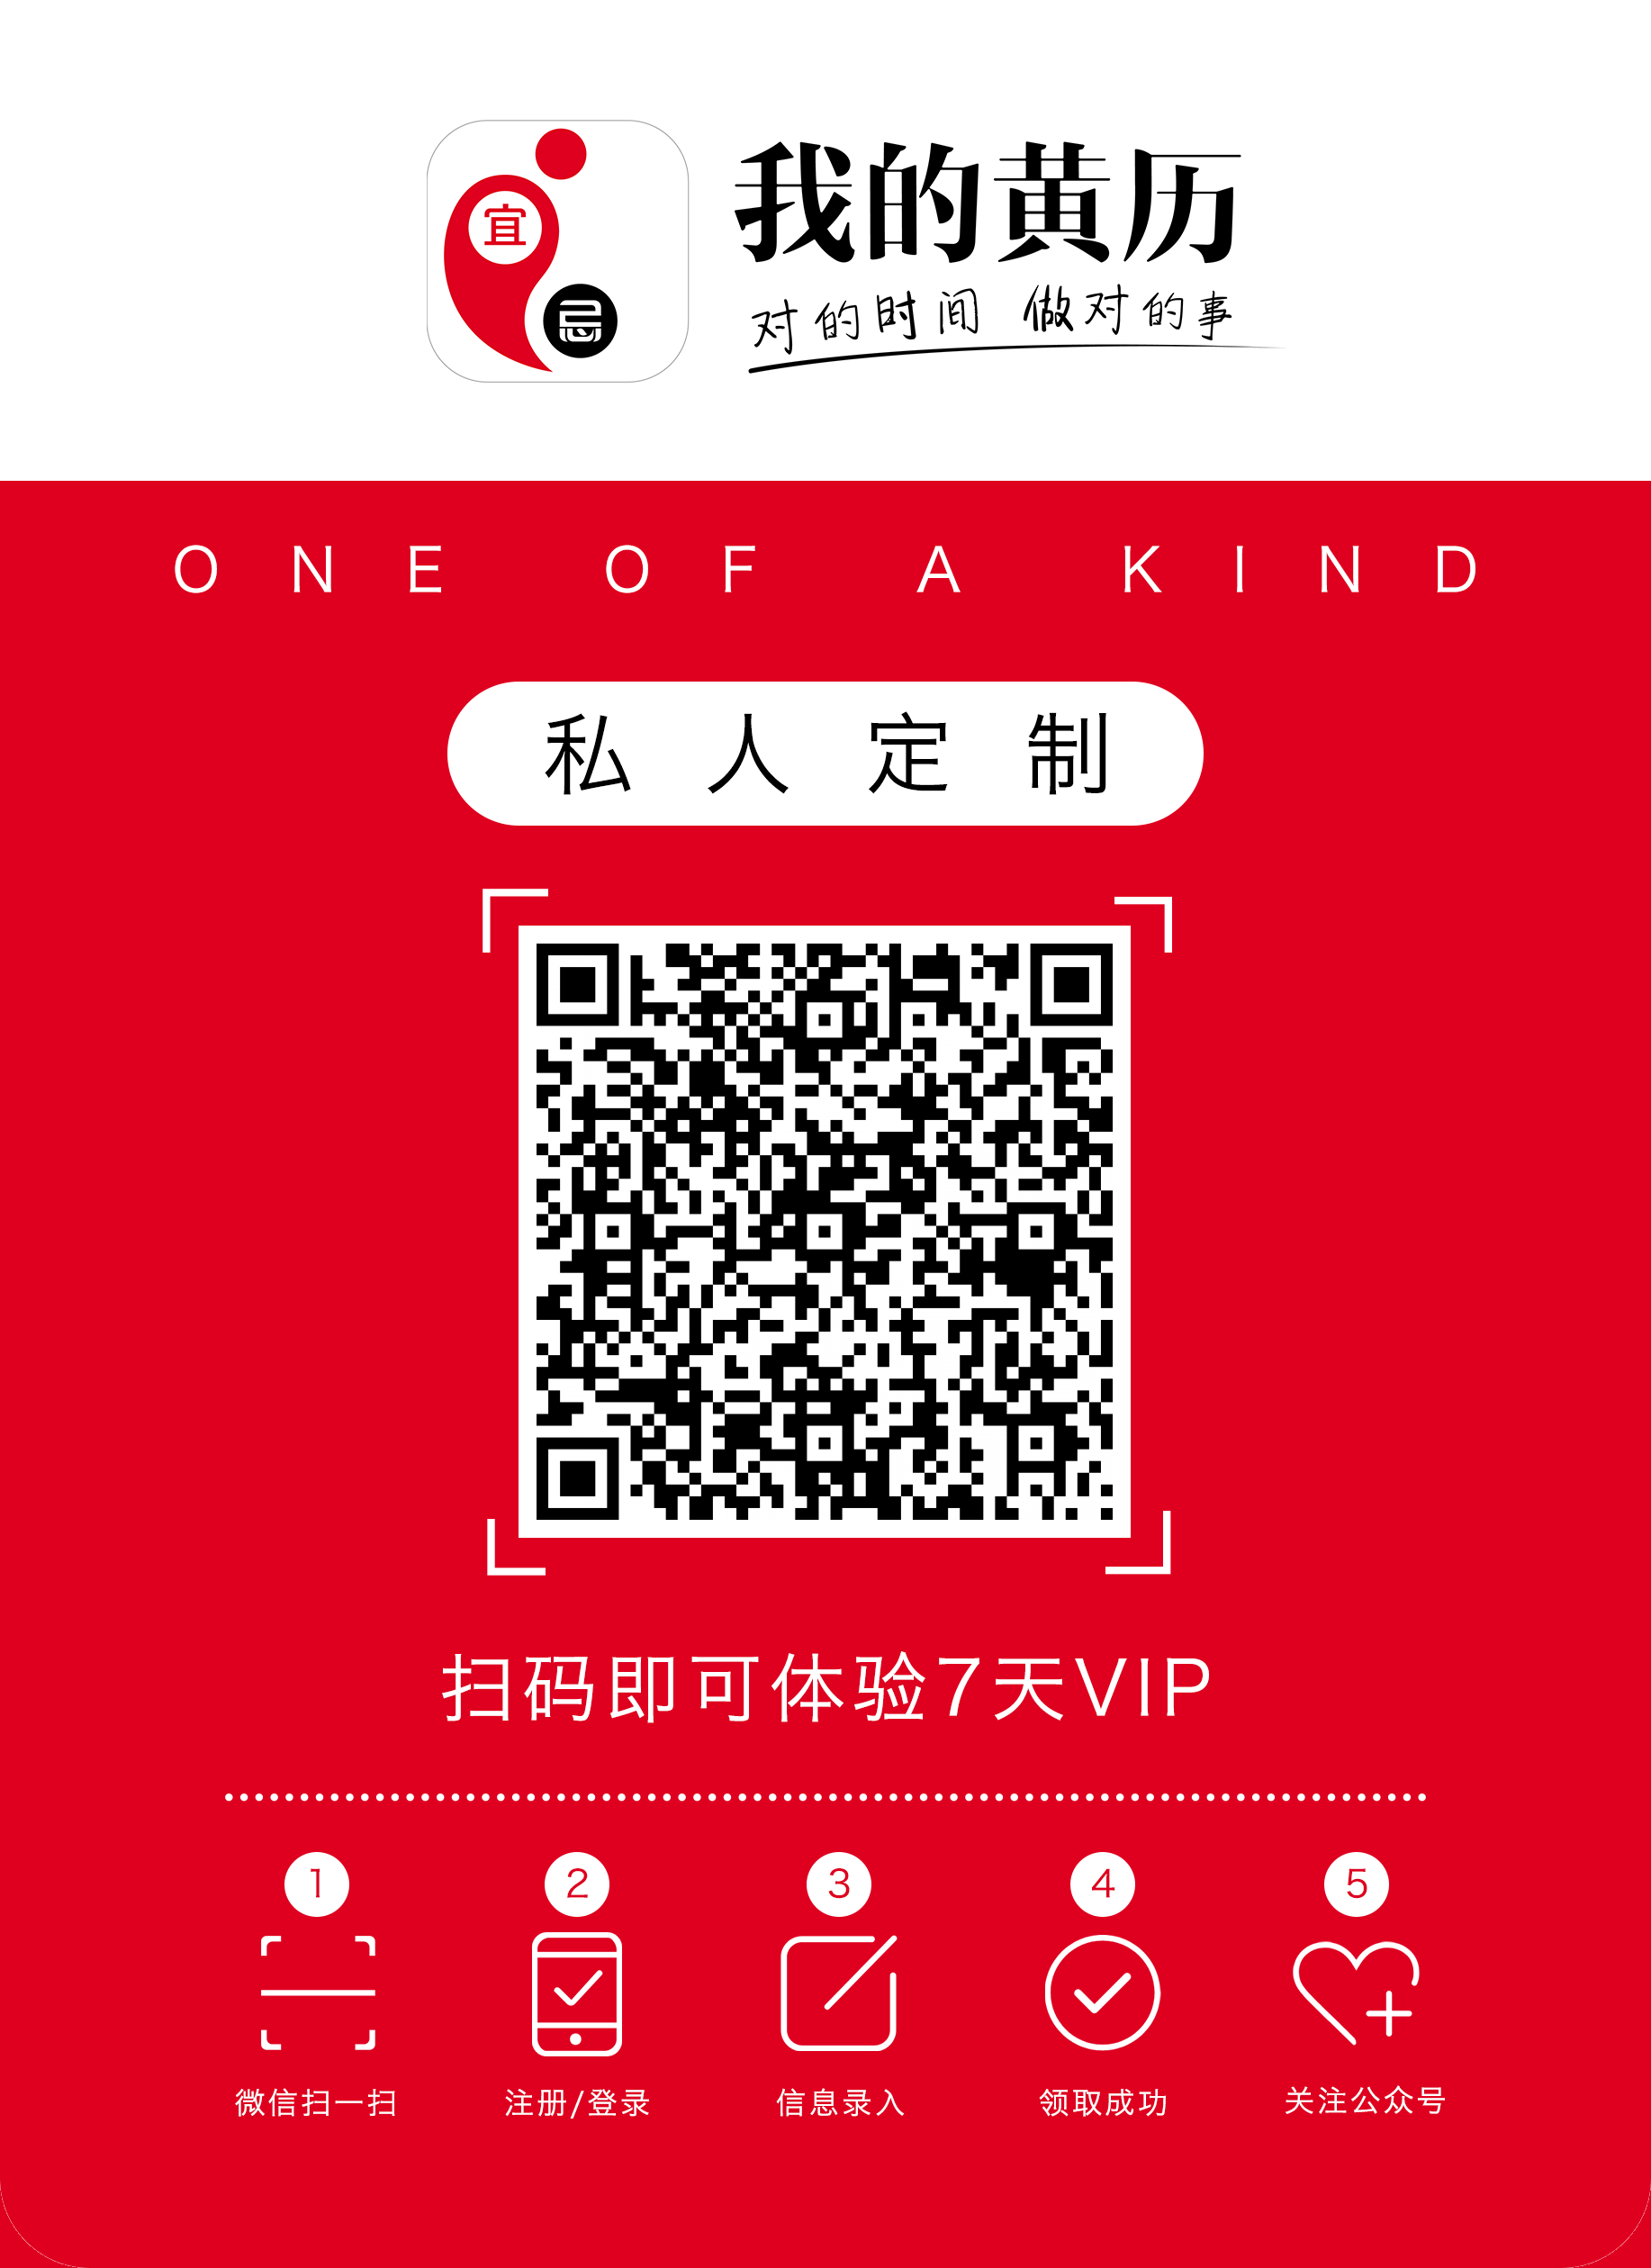 宜
忌
我的黄历
对的时间 做对的事
ONE OF A KIND
私人定制
扫码即可体验7天VIP
1 2 3 4 5
微信扫一扫 注册/登录 信息录入 领取成功 关注公众号